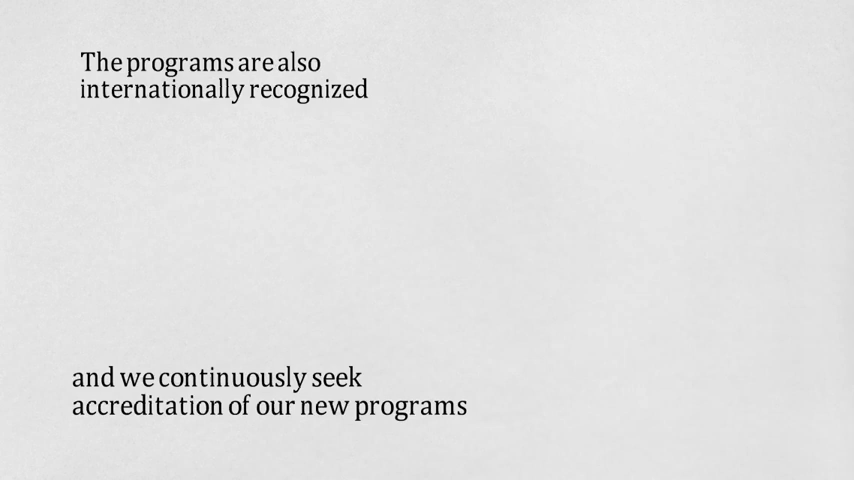 The programs are also
internationally recognized
and we continuously seek
accreditation of our new programs